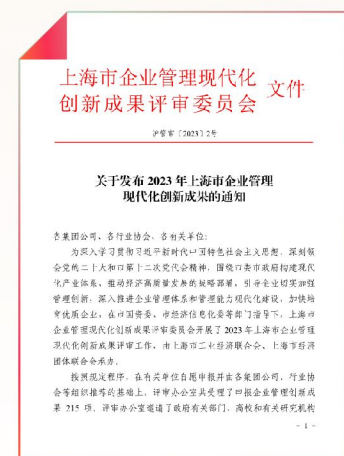 上海市企业管理现代化
创新成果评审委员会 文件
沪管审〔2023〕2号
关于发布 2023 年上海市企业管理
现代化创新成果的通知
各集团公司、各行业协会、各有关单位:
为深入学习贯彻习近平新时代中国特色社会主义思想，深刻领
会党的二十大和市第十二次党代会精神，围绕市委市政府构建现代
化产业体系、推动经济高质量发展的战略部署，引导企业切实加强
管理创新，深入推进企业管理体系和管理能力现代化建设，加快培
育优质企业，在市国资委、市经济信息化委等部门指导下，上海市
企业管理现代化创新成果评审委员会开展了 2023 年上海市企业管理
现代化创新成果评审工作，由上海市工业经济联合会、上海市经济
团体联合会承办。
按照规定程序，在有关单位自愿申报并由各集团公司、行业协
会等组织推荐的基础上，评审办公室共受理了申报企业管理创新成
果 215 项。评审办公室邀请了政府有关部门、高校和有关研究机构
- 1 -